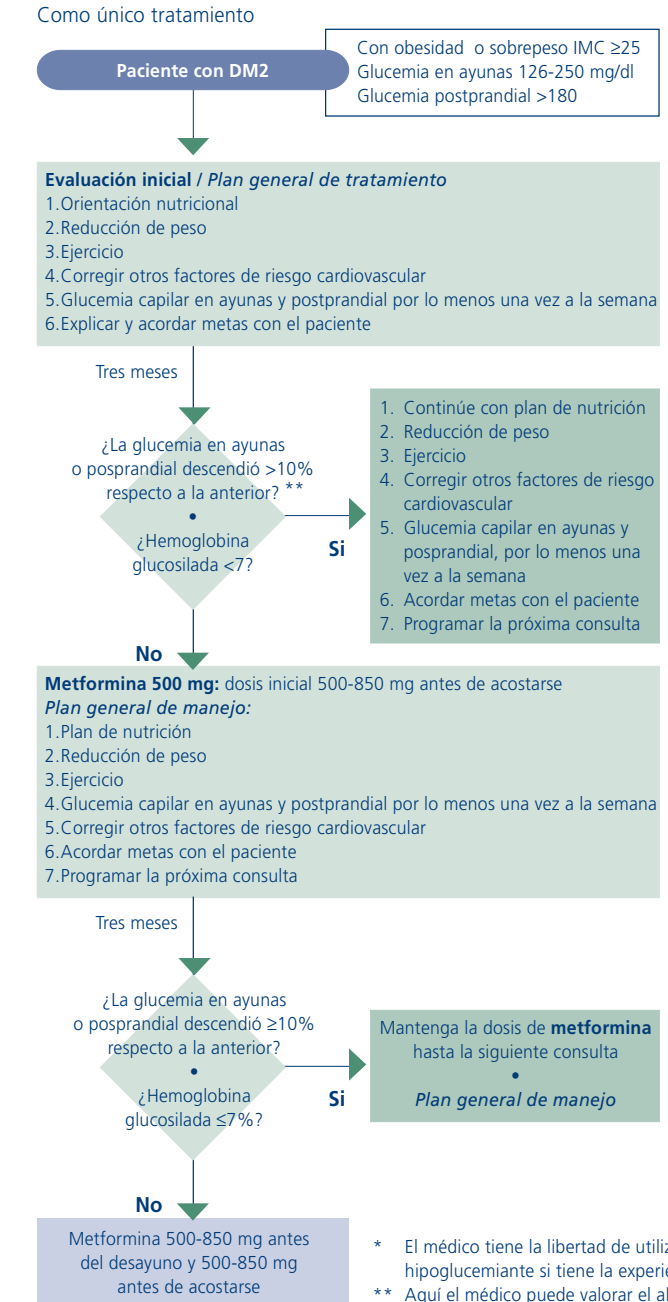 Como único tratamiento
Paciente con DM2
Con obesidad o sobrepeso IMC ≥25
Glucemia en ayunas 126-250 mg/dl
Glucemia postprandial >180
Evaluación inicial / Plan general de tratamiento
1.Orientación nutricional
2.Reducción de peso
3.Ejercicio
4.Corregir otros factores de riesgo cardiovascular
5.Glucemia capilar en ayunas y postprandial por lo menos una vez a la semana
6.Explicar y acordar metas con el paciente
Tres meses
¿La glucemia en ayunas
o posprandial descendió >10%
respecto a la anterior? **
•
¿Hemoglobina
glucosilada <7?
Si
1. Continúe con plan de nutrición
2. Reducción de peso
3. Ejercicio
4. Corregir otros factores de riesgo
cardiovascular
5. Glucemia capilar en ayunas y
posprandial, por lo menos una
vez a la semana
6. Acordar metas con el paciente
7. Programar la próxima consulta
No
Metformina 500 mg: dosis inicial 500-850 mg antes de acostarse
Plan general de manejo:
1.Plan de nutrición
2.Reducción de peso
3.Ejercicio
4.Glucemia capilar en ayunas y postprandial por lo menos una vez a la semana
5.Corregir otros factores de riesgo cardiovascular
6.Acordar metas con el paciente
7.Programar la próxima consulta
Tres meses
¿La glucemia en ayunas
o posprandial descendió ≥10%
respecto a la anterior?
•
¿Hemoglobina
glucosilada ≤7%?
Si
Mantenga la dosis de metformina
hasta la siguiente consulta
•
Plan general de manejo
No
Metformina 500-850 mg antes
del desayuno y 500-850 mg
antes de acostarse
* El médico tiene la libertad de
hipoglucemiante si tiene la
** Aquí el médico puede valorar el